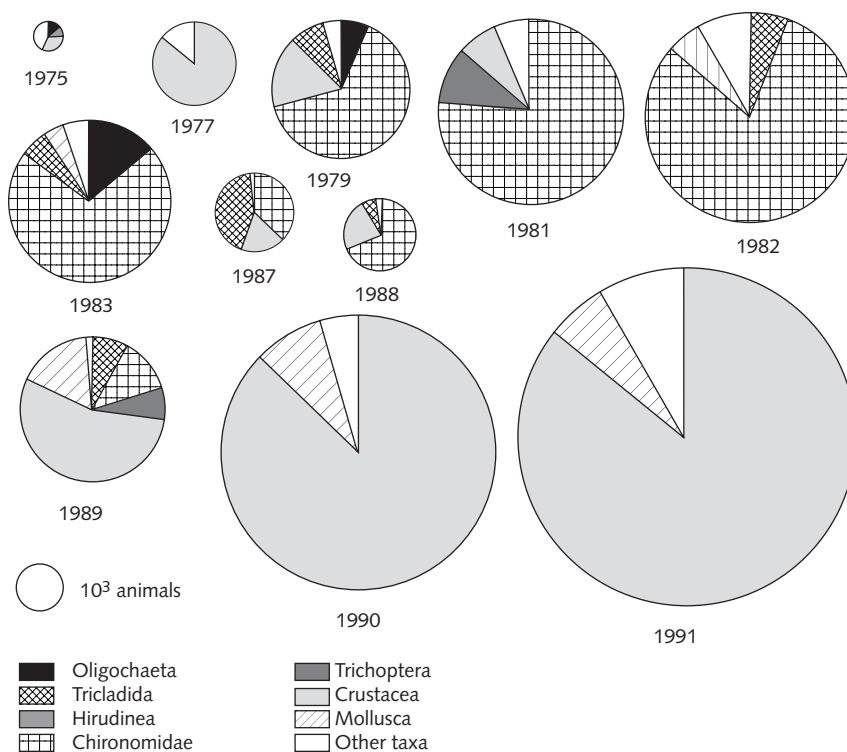 1975
1977
1979
1981
1982
1983
1987
1988
1989
1990
1991
10³ animals
Oligochaeta
Tricladida
Hirudinea
Chironomidae
Trichoptera
Crustacea
Mollusca
Other taxa